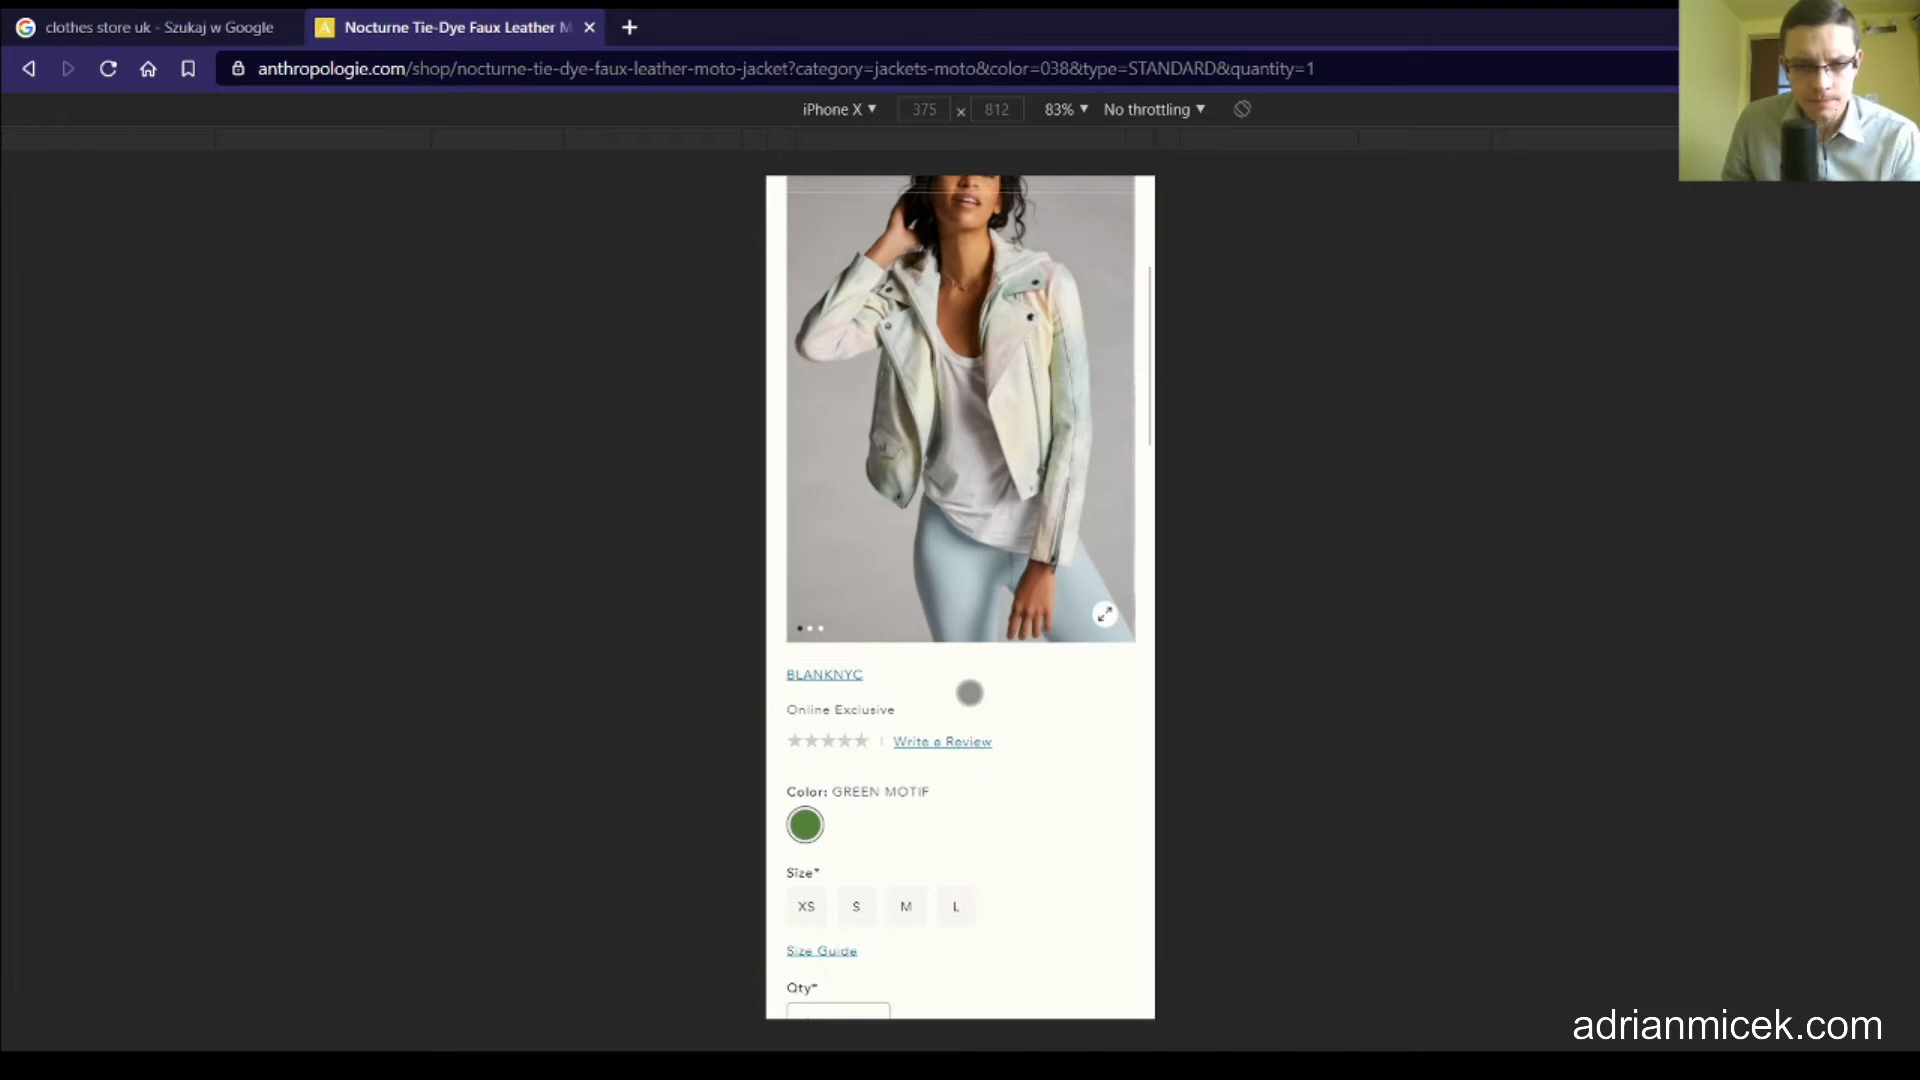 clothes store uk - Szukaj w Google
Nocturne Tie-Dye Faux Leather M
anthropologie.com/shop/nocturne-tie-dye-faux-leather-moto-jacket?category=jackets-moto&color=038&type=STANDARD&quantity=1
iPhone X 375 x 812 83% No throttling
BLANKNYC
Online Exclusive
Write a Review
Color: GREEN MOTIF
Size*
XS S M L
Size Guide
Qty*
adrianmicek.com